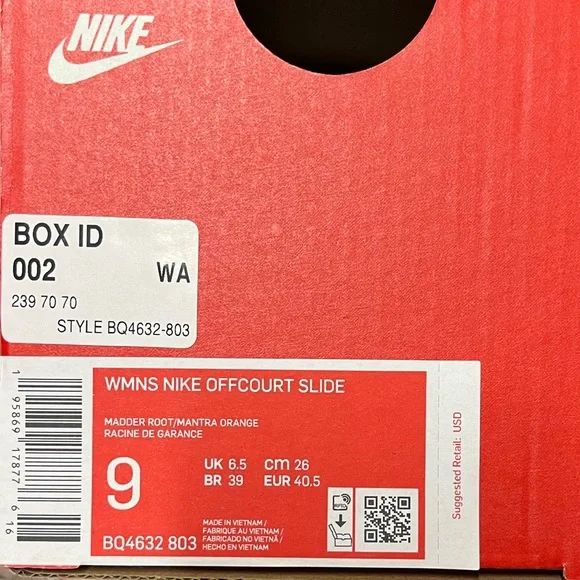 NIKE
BOX ID
002 WA
239 70 70
STYLE BQ4632-803
WMNS NIKE OFFCOURT SLIDE
MADDER ROOT/MANTRA ORANGE
RACINE DE GARANCE
9
UK 6.5 cm 26
BR 39 EUR 40.5
MADE IN VIETNAM /
FABRIQUE AU VIETNAM /
FABRICADO NO VIETNÃ /
HECHO EN VIETNAM
BQ4632 803
1 95869 17877 6 16
Suggested Retail: USD